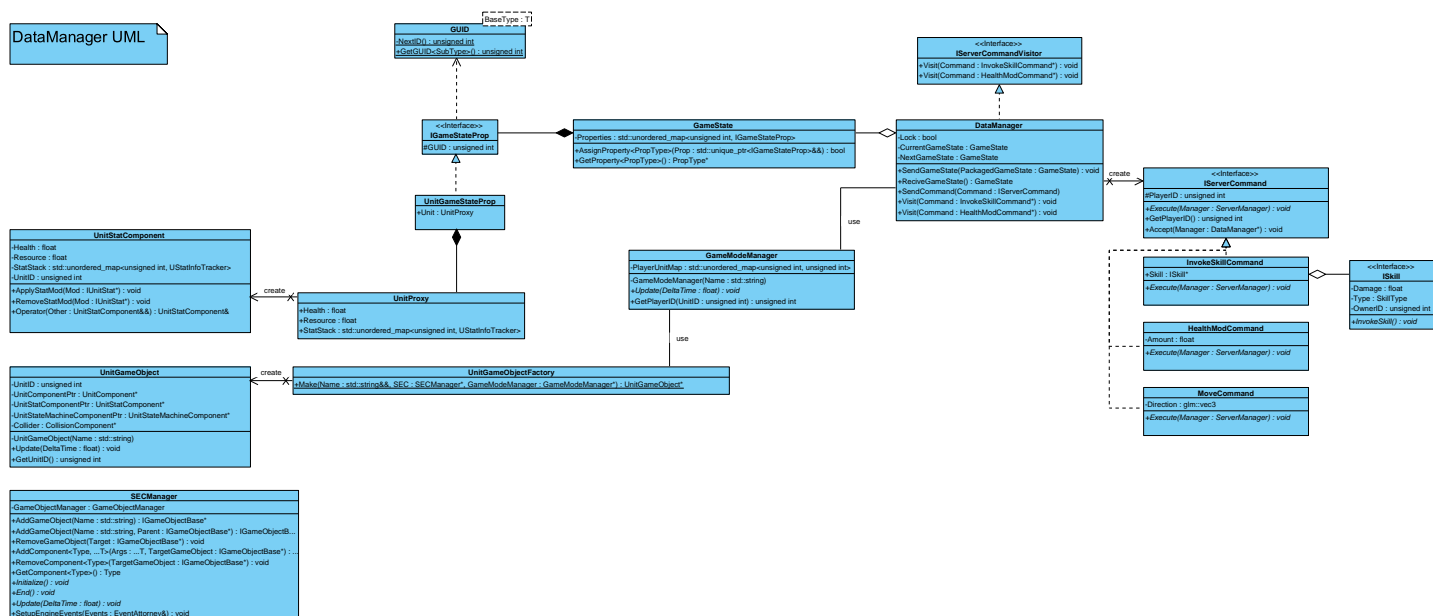 DataManager UML
BaseType : T
GUID
-NextID() : unsigned int
+GetGUID<SubType>() : unsigned int
<<Interface>>
IServerCommandVisitor
+Visit(Command : InvokeSkillCommand*) : void
+Visit(Command : HealthModCommand*) : void
<<Interface>>
IGameStateProp
#GUID : unsigned int
GameState
-Properties : std::unordered_map<unsigned int, IGameStateProp>
+AssignProperty<PropType>(Prop : std::unique_ptr<IGameStateProp>&&) : bool
+GetProperty<PropType>() : PropType*
DataManager
-Lock : bool
-CurrentGameState : GameState
-NextGameState : GameState
+SendGameState(PackagedGameState : GameState) : void
+ReciveGameState() : GameState
+SendCommand(Command : IServerCommand)
+Visit(Command : InvokeSkillCommand*) : void
+Visit(Command : HealthModCommand*) : void
create
<<Interface>>
IServerCommand
#PlayerID : unsigned int
+Execute(Manager : ServerManager) : void
+GetPlayerID() : unsigned int
+Accept(Manager : DataManager*) : void
UnitGameStateProp
+Unit : UnitProxy
use
UnitStatComponent
-Health : float
-Resource : float
-StatStack : std::unordered_map<unsigned int, UStatInfoTracker>
-UnitID : unsigned int
+ApplyStatMod(Mod : IUnitStat*) : void
+RemoveStatMod(Mod : IUnitStat*) : void
+Operator(Other : UnitStatComponent&&) : UnitStatComponent&
create
UnitProxy
+Health : float
+Resource : float
+StatStack : std::unordered_map<unsigned int, UStatInfoTracker>
GameModeManager
-PlayerUnitMap : std::unordered_map<unsigned int, unsigned int>
-GameModeManager(Name : std::string)
+Update(DeltaTime : float) : void
+GetPlayerID(UnitID : unsigned int) : unsigned int
InvokeSkillCommand
+Skill : ISkill*
+Execute(Manager : ServerManager) : void
<<Interface>>
ISkill
-Damage : float
-Type : SkillType
-OwnerID : unsigned int
+InvokeSkill() : void
HealthModCommand
-Amount : float
+Execute(Manager : ServerManager) : void
use
UnitGameObject
-UnitID : unsigned int
-UnitComponentPtr : UnitComponent*
-UnitStatComponentPtr : UnitStatComponent*
-UnitStateMachineComponentPtr : UnitStateMachineComponent*
-Collider : CollisionComponent*
-UnitGameObject(Name : std::string)
+Update(DeltaTime : float) : void
+GetUnitID() : unsigned int
create
UnitGameObjectFactory
+Make(Name : std::string&&, SEC : SECManager*, GameModeManager : GameModeManager*) : UnitGameObject*
MoveCommand
-Direction : glm::vec3
+Execute(Manager : ServerManager) : void
SECManager
-GameObjectManager : GameObjectManager
+AddGameObject(Name : std::string) : IGameObjectBase*
+AddGameObject(Name : std::string, Parent : IGameObjectBase*) : IGameObjectB...
+RemoveGameObject(Target : IGameObjectBase*) : void
+AddComponent<Type, ...T>(Args : ...T, TargetGameObject : IGameObjectBase*) : ...
+RemoveComponent<Type>(TargetGameObject : IGameObjectBase*) : void
+GetComponent<Type>() : Type
+Initialize() : void
+End() : void
+Update(DeltaTime : float) : void
+SetupEngineEvents(Events : EventAttorney&) : void